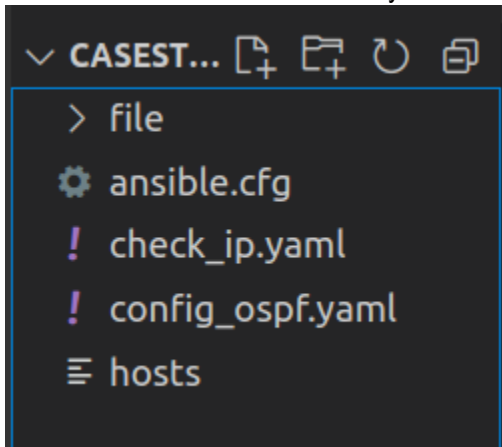 CASEST...
file
ansible.cfg
check_ip.yaml
config_ospf.yaml
hosts